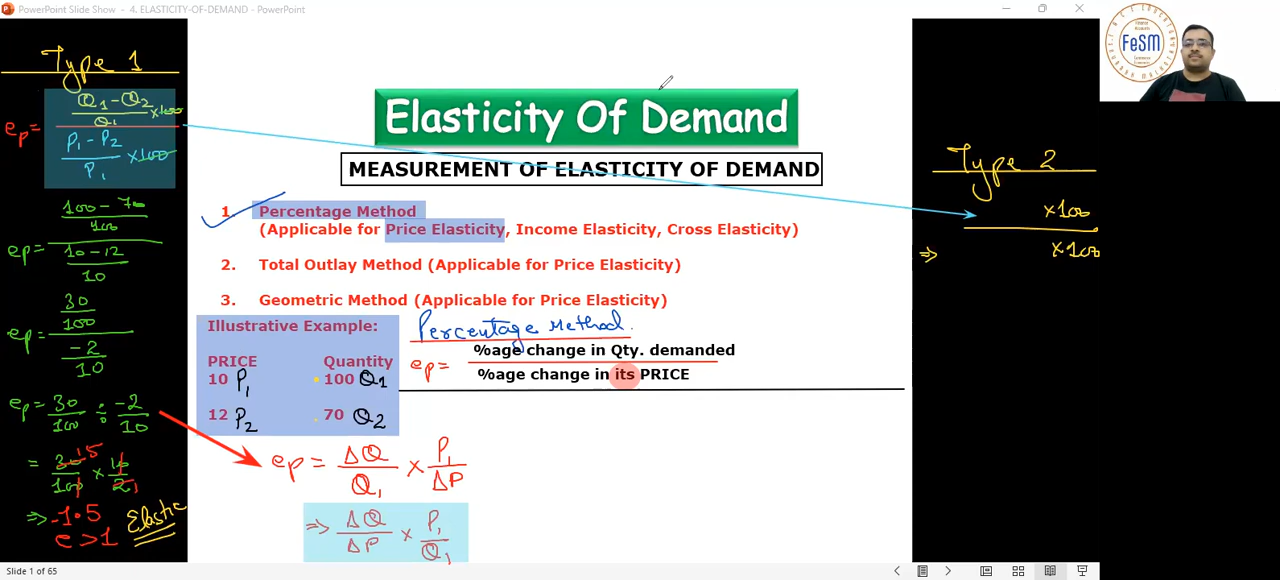 PowerPoint Slide Show - 4. ELASTICITY-OF-DEMAND - PowerPoint
FeSM
Type 1
ep = (Q₁ - Q₂)/Q₁ ×100
(P₁ - P₂)/P₁ ×100
ep = (100 - 70)/100
(10 - 12)/10
ep = 30/100
-2/10
ep = 30/100 ÷ -2/10
= 30/100 × 10/2
⇒ -1.5 Elastic
e > 1
Elasticity Of Demand
MEASUREMENT OF ELASTICITY OF DEMAND
1. Percentage Method
(Applicable for Price Elasticity, Income Elasticity, Cross Elasticity)
2. Total Outlay Method (Applicable for Price Elasticity)
3. Geometric Method (Applicable for Price Elasticity)
Illustrative Example:
PRICE Quantity
10 P₁ 100 Q₁
12 P₂ 70 Q₂
Percentage Method.
ep = %age change in Qty. demanded
%age change in its PRICE
ep = ΔQ/Q₁ × P₁/ΔP
⇒ ΔQ/ΔP × P₁/Q₁
Type 2
×100
⇒ ×100
Slide 1 of 65